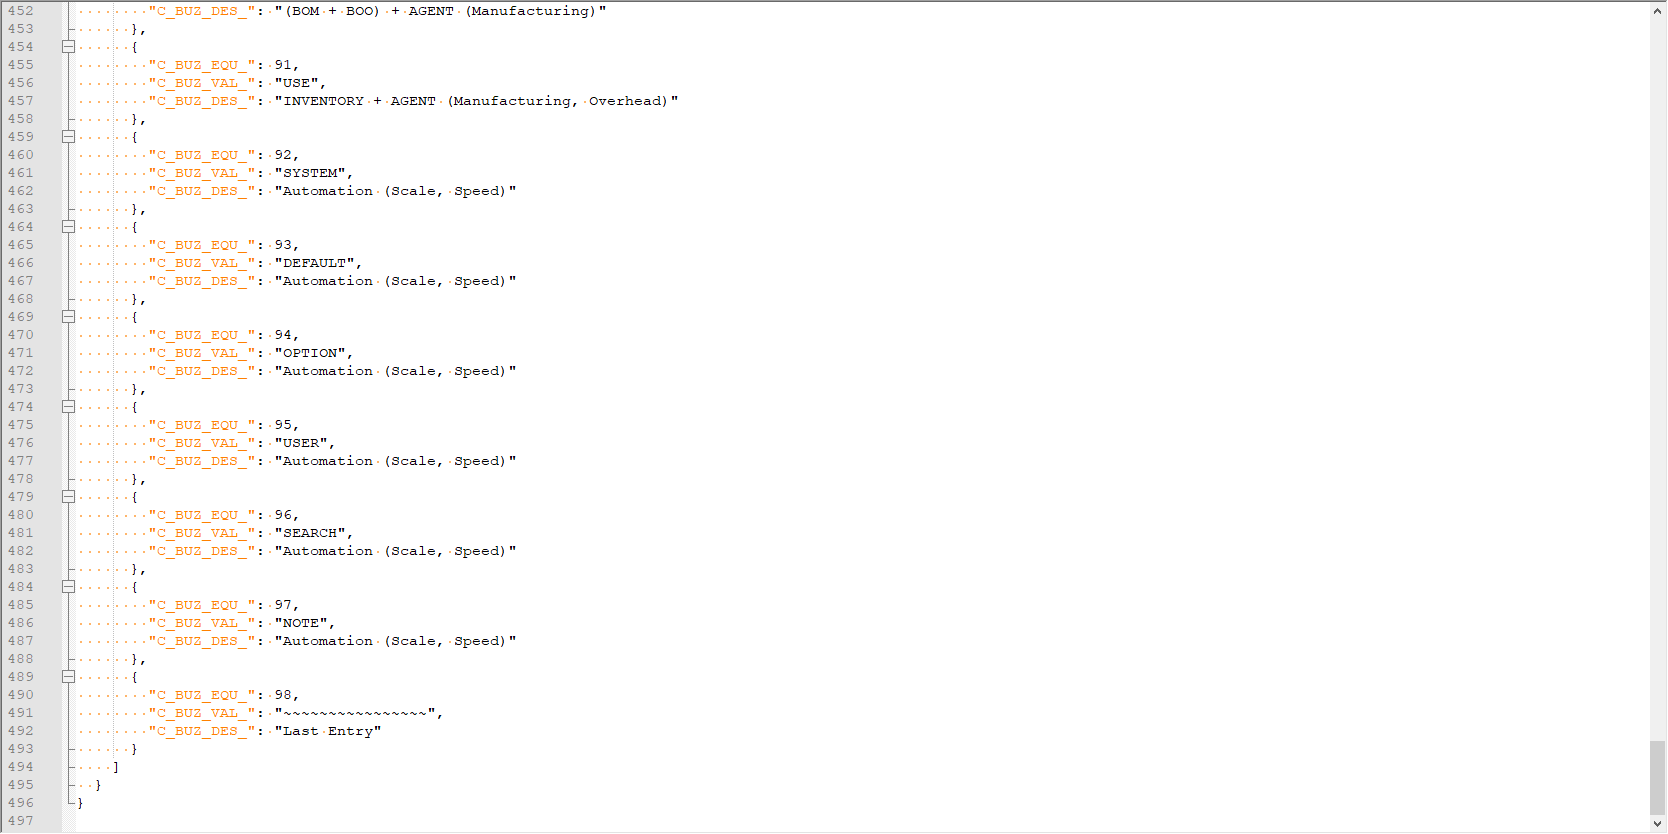 452 "C_BUZ_DES_": "(BOM + BOO) + AGENT (Manufacturing)"
453 },
454 {
455 "C_BUZ_EQU_": 91,
456 "C_BUZ_VAL_": "USE",
457 "C_BUZ_DES_": "INVENTORY + AGENT (Manufacturing, Overhead)"
458 },
459 {
460 "C_BUZ_EQU_": 92,
461 "C_BUZ_VAL_": "SYSTEM",
462 "C_BUZ_DES_": "Automation (Scale, Speed)"
463 },
464 {
465 "C_BUZ_EQU_": 93,
466 "C_BUZ_VAL_": "DEFAULT",
467 "C_BUZ_DES_": "Automation (Scale, Speed)"
468 },
469 {
470 "C_BUZ_EQU_": 94,
471 "C_BUZ_VAL_": "OPTION",
472 "C_BUZ_DES_": "Automation (Scale, Speed)"
473 },
474 {
475 "C_BUZ_EQU_": 95,
476 "C_BUZ_VAL_": "USER",
477 "C_BUZ_DES_": "Automation (Scale, Speed)"
478 },
479 {
480 "C_BUZ_EQU_": 96,
481 "C_BUZ_VAL_": "SEARCH",
482 "C_BUZ_DES_": "Automation (Scale, Speed)"
483 },
484 {
485 "C_BUZ_EQU_": 97,
486 "C_BUZ_VAL_": "NOTE",
487 "C_BUZ_DES_": "Automation (Scale, Speed)"
488 },
489 {
490 "C_BUZ_EQU_": 98,
491 "C_BUZ_VAL_": "~~~~~~~~~~~~~~~~",
492 "C_BUZ_DES_": "Last Entry"
493 }
494 ]
495 }
496 }
497